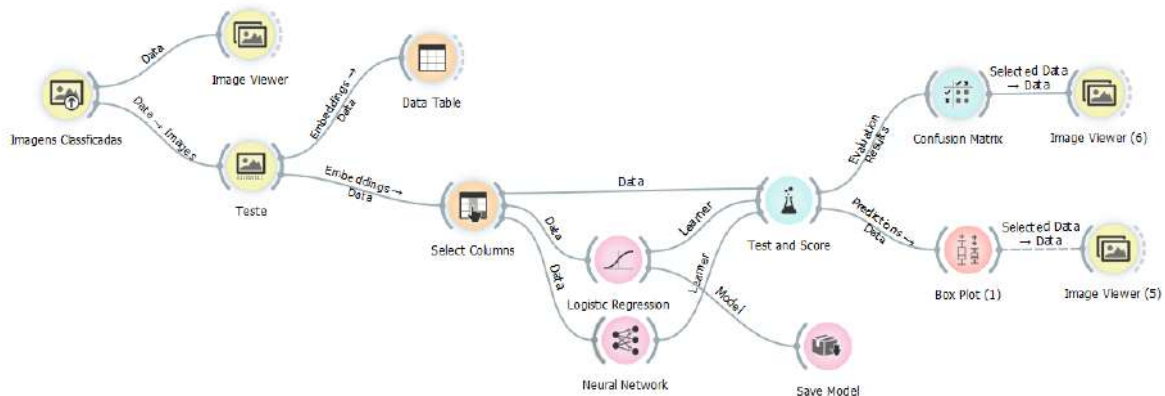 Data
Image Viewer
Imagens Classficadas
Data → Images
Embeddings →
Data
Data Table
Teste
Embeddings →
Data
Select Columns
Data
Data
Data
Learner
Learner
Logistic Regression
Model
Neural Network
Save Model
Test and Score
Evaluation
Results
Confusion Matrix
Selected Data
→ Data
Image Viewer (6)
Predictions →
Data
Box Plot (1)
Selected Data
→ Data
Image Viewer (5)